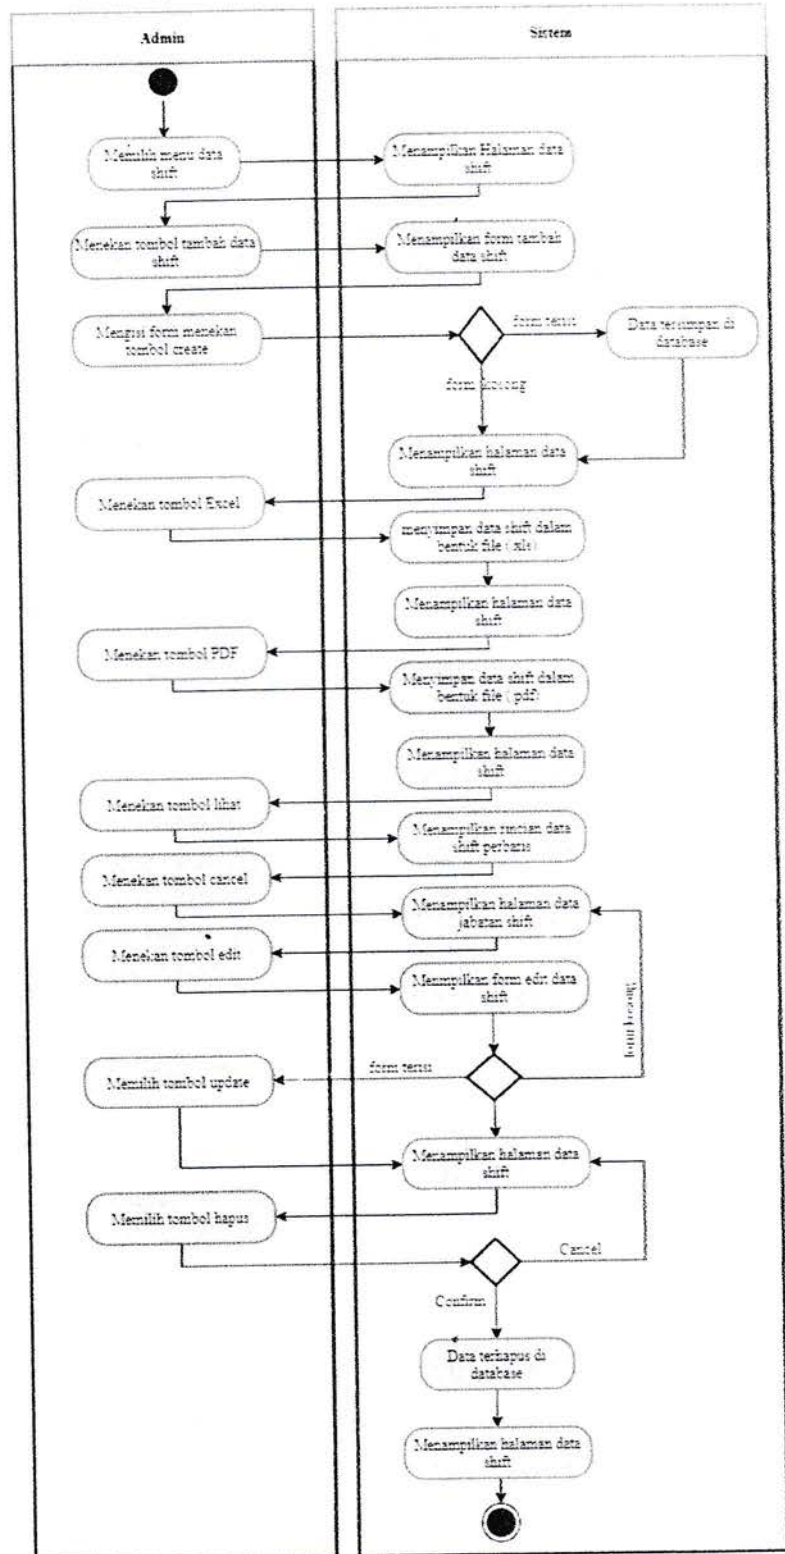 Admin
Sistem
Memilih menu data
shift
Menampilkan Halaman data
shift
Menekan tombol tambah data
shift
Menampilkan form tambah
data shift
Mengisi form menekan
tombol create
form terisi
Data tersimpan di
database
form kosong
Menampilkan halaman data
shift
Menekan tombol Excel
menyimpan data shift dalam
bentuk file (.xls)
Menampilkan halaman data
shift
Menekan tombol PDF
Menyimpan data shift dalam
bentuk file (.pdf)
Menampilkan halaman data
shift
Menekan tombol lihat
Menampilkan rincian data
shift perbaris
Menekan tombol cancel
Menampilkan halaman data
jabatan shift
Menekan tombol edit
Menmpilkan form edit data
shift
form kosong
form terisi
Memilih tombol update
Menampilkan halaman data
shift
Memilih tombol hapus
Cancel
Confirm
Data terhapus di
database
Menampilkan halaman data
shift